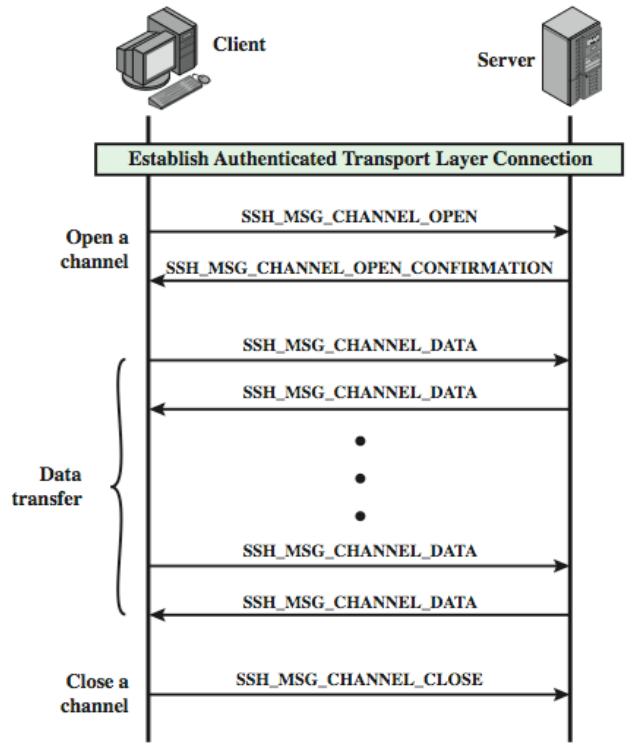 Client
Server
Establish Authenticated Transport Layer Connection
SSH_MSG_CHANNEL_OPEN
Open a
channel
SSH_MSG_CHANNEL_OPEN_CONFIRMATION
SSH_MSG_CHANNEL_DATA
SSH_MSG_CHANNEL_DATA
Data
transfer
SSH_MSG_CHANNEL_DATA
SSH_MSG_CHANNEL_DATA
Close a
channel
SSH_MSG_CHANNEL_CLOSE